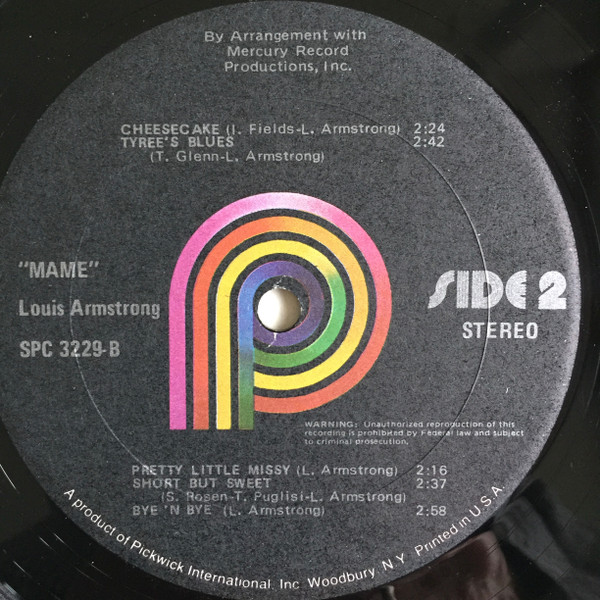 By Arrangement with
Mercury Record
Productions, Inc.
CHEESECAKE (I. Fields-L. Armstrong) 2:24
TYREE'S BLUES 2:42
(T. Glenn-L. Armstrong)
"MAME"
Louis Armstrong
SPC 3229-B
SIDE 2
STEREO
WARNING: Unauthorized reproduction of this
recording is prohibited by Federal law and subject
to criminal prosecution.
PRETTY LITTLE MISSY (L. Armstrong) 2:16
SHORT BUT SWEET 2:37
(S. Rosen-T. Puglisi-L. Armstrong)
BYE 'N BYE (L. Armstrong) 2:58
A product of Pickwick International, Inc. Woodbury, N.Y. Printed in U.S.A.